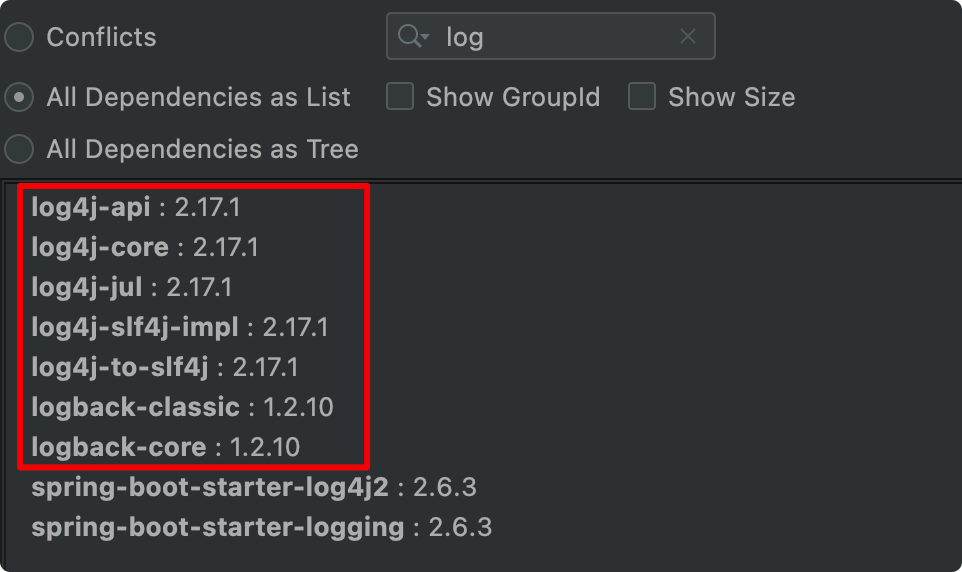 Conflicts
log
All Dependencies as List
Show GroupId
Show Size
All Dependencies as Tree
log4j-api : 2.17.1
log4j-core : 2.17.1
log4j-jul : 2.17.1
log4j-slf4j-impl : 2.17.1
log4j-to-slf4j : 2.17.1
logback-classic : 1.2.10
logback-core : 1.2.10
spring-boot-starter-log4j2 : 2.6.3
spring-boot-starter-logging : 2.6.3